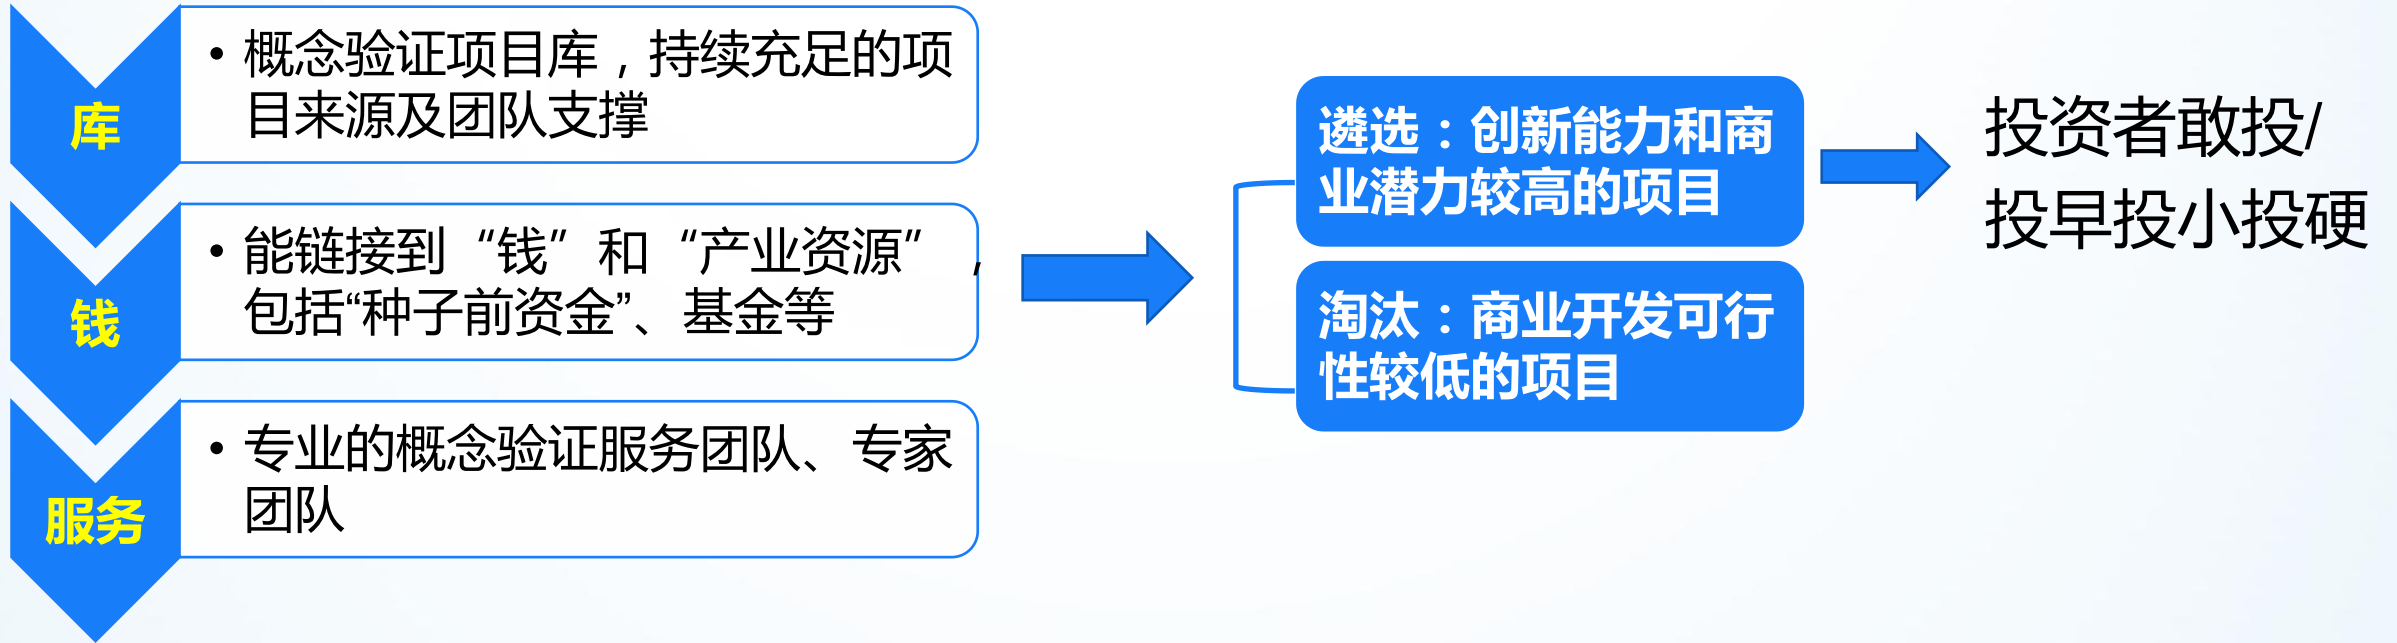 库
• 概念验证项目库，持续充足的项
目来源及团队支撑
钱
• 能链接到“钱”和“产业资源”，
包括“种子前资金”、基金等
服务
• 专业的概念验证服务团队、专家
团队
遴选：创新能力和商
业潜力较高的项目
淘汰：商业开发可行
性较低的项目
投资者敢投/
投早投小投硬